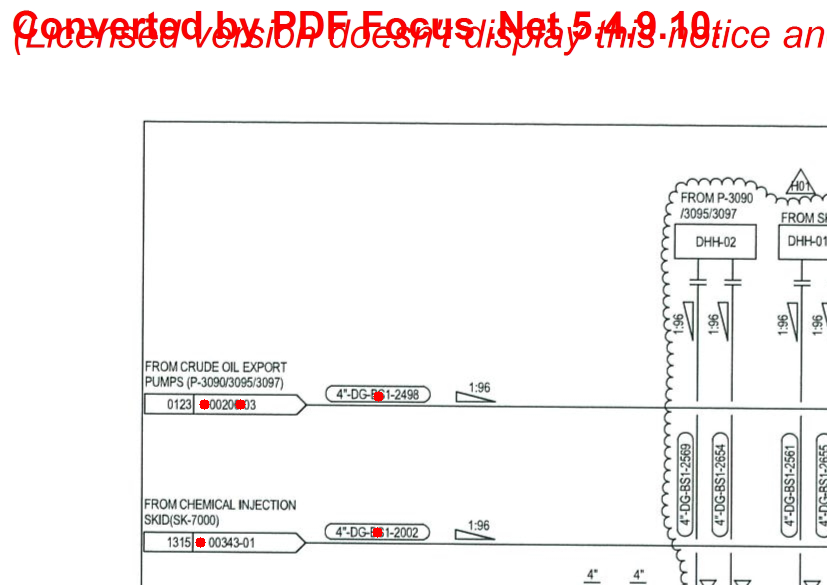 Converted by PDF Focus .Net 5.4.9.10.
(Licensed version doesn't display this notice an
H01
FROM P-3090
/3095/3097
FROM
DHH-02
DHH-01
1:96
1:96
1:96
1:96
FROM CRUDE OIL EXPORT
PUMPS (P-3090/3095/3097)
0123
4"-DG-BS1-2498
1:96
4"-DG-BS1-2569
4"-DG-BS1-2654
4"-DG-BS1-2561
4"-DG-BS1-2655
FROM CHEMICAL INJECTION
SKID(SK-7000)
1315 00343-01
4"-DG-BS1-2002
1:96
4"
4"